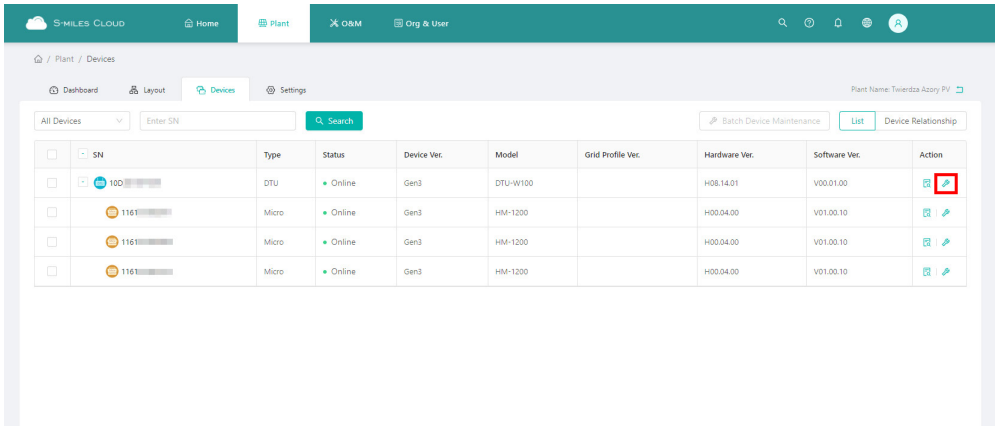 S-MILES CLOUD Home Plant O&M Org & User
/ Plant / Devices
Dashboard Layout Devices Settings Plant Name: Twierdza Azory PV
All Devices Enter SN Search Batch Device Maintenance List Device Relationship
SN Type Status Device Ver. Model Grid Profile Ver. Hardware Ver. Software Ver. Action
10D DTU Online Gen3 DTU-W100 H08.14.01 V00.01.00
1161 Micro Online Gen3 HM-1200 H00.04.00 V01.00.10
1161 Micro Online Gen3 HM-1200 H00.04.00 V01.00.10
1161 Micro Online Gen3 HM-1200 H00.04.00 V01.00.10